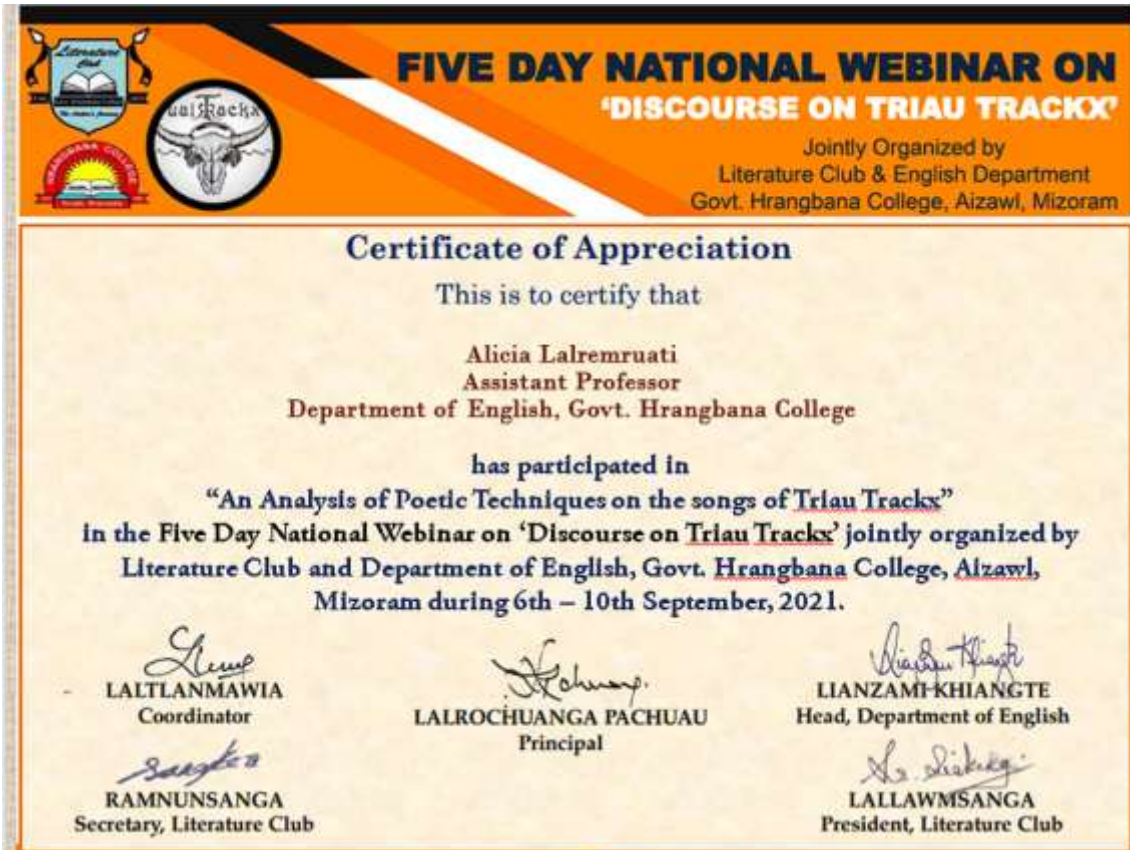 Literature
Club
ualTrackx
HRANGBANA COLLEGE
FIVE DAY NATIONAL WEBINAR ON
‘DISCOURSE ON TRIAU TRACKX’
Jointly Organized by
Literature Club & English Department
Govt. Hrangbana College, Aizawl, Mizoram
Certificate of Appreciation
This is to certify that
Alicia Lalremruati
Assistant Professor
Department of English, Govt. Hrangbana College
has participated in
“An Analysis of Poetic Techniques on the songs of Triau Trackx”
in the Five Day National Webinar on ‘Discourse on Triau Trackx’ jointly organized by
Literature Club and Department of English, Govt. Hrangbana College, Aizawl,
Mizoram during 6th – 10th September, 2021.
LALTLANMAWIA
Coordinator
LALROCHUANGA PACHUAU
Principal
LIANZAMI KHIANGTE
Head, Department of English
RAMNUNSANGA
Secretary, Literature Club
LALLAWMSANGA
President, Literature Club